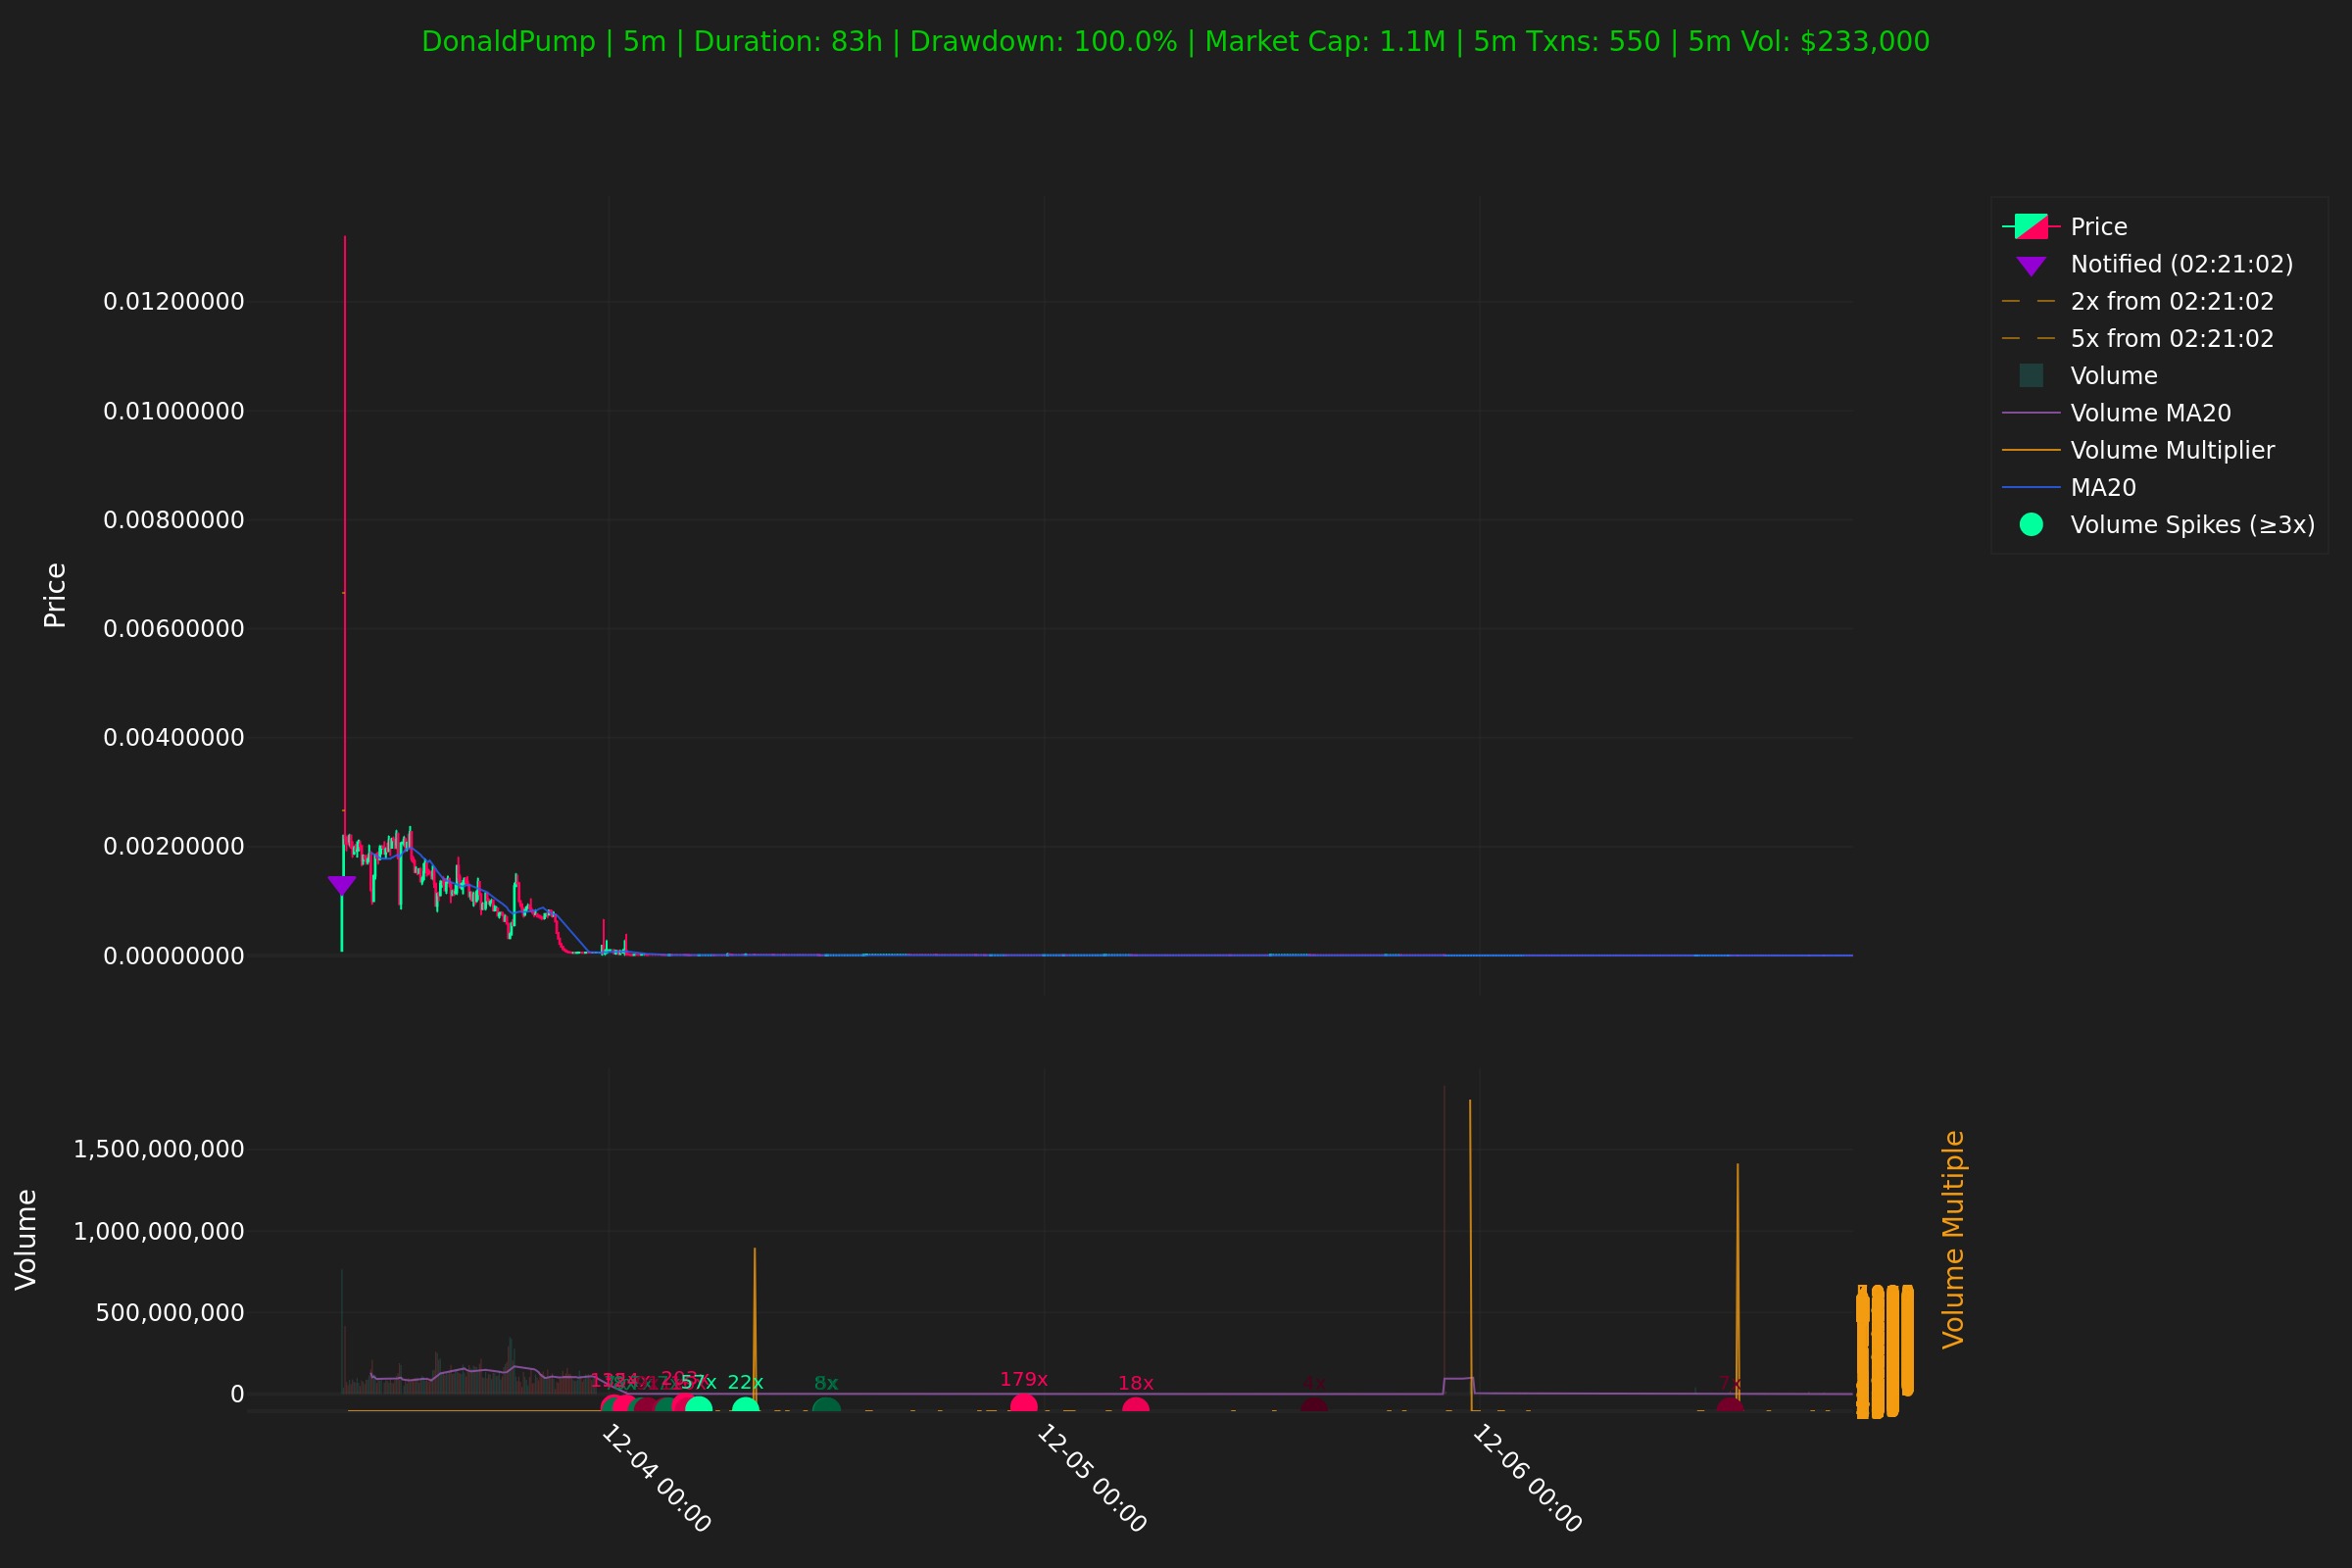 DonaldPump | 5m | Duration: 83h | Drawdown: 100.0% | Market Cap: 1.1M | 5m Txns: 550 | 5m Vol: $233,000
Price
Notified (02:21:02)
2x from 02:21:02
5x from 02:21:02
Volume
Volume MA20
Volume Multiplier
MA20
Volume Spikes (≥3x)
Price
0.01200000
0.01000000
0.00800000
0.00600000
0.00400000
0.00200000
0.00000000
Volume
1,500,000,000
1,000,000,000
500,000,000
0
57x
22x
8x
179x
18x
4x
7x
Volume Multiple
12-04 00:00
12-05 00:00
12-06 00:00